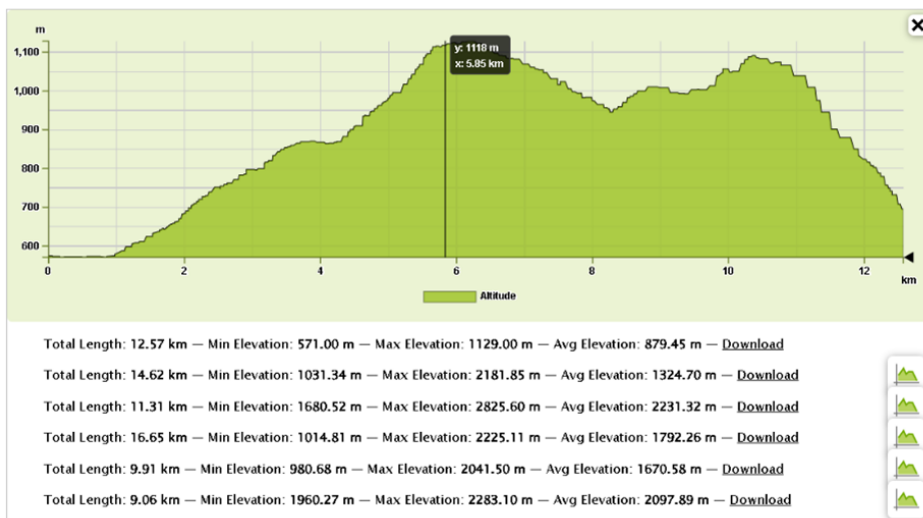 m
1,100
y: 1118 m
x: 5.85 km
1,000
900
800
700
600
0 2 4 6 8 10 12
km
Altitude
Total Length: 12.57 km — Min Elevation: 571.00 m — Max Elevation: 1129.00 m — Avg Elevation: 879.45 m — Download
Total Length: 14.62 km — Min Elevation: 1031.34 m — Max Elevation: 2181.85 m — Avg Elevation: 1324.70 m — Download
Total Length: 11.31 km — Min Elevation: 1680.52 m — Max Elevation: 2825.60 m — Avg Elevation: 2231.32 m — Download
Total Length: 16.65 km — Min Elevation: 1014.81 m — Max Elevation: 2225.11 m — Avg Elevation: 1792.26 m — Download
Total Length: 9.91 km — Min Elevation: 980.68 m — Max Elevation: 2041.50 m — Avg Elevation: 1670.58 m — Download
Total Length: 9.06 km — Min Elevation: 1960.27 m — Max Elevation: 2283.10 m — Avg Elevation: 2097.89 m — Download